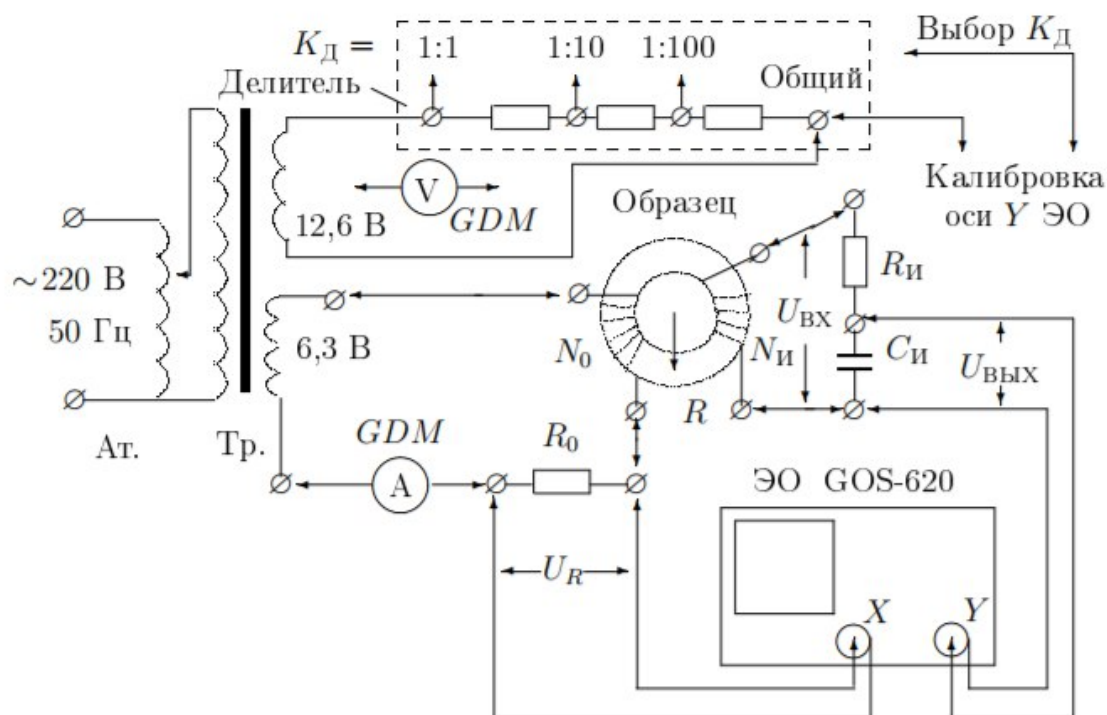 K_Д = 1:1 1:10 1:100
Выбор K_Д
Делитель
Общий
V
GDM
12,6 В
Образец
Калибровка
оси Y ЭО
~220 В
50 Гц
6,3 В
N_0
U_ВХ
R_И
N_И
C_И
U_ВЫХ
R
Ат.
Тр.
GDM
A
R_0
ЭО GOS-620
U_R
X
Y